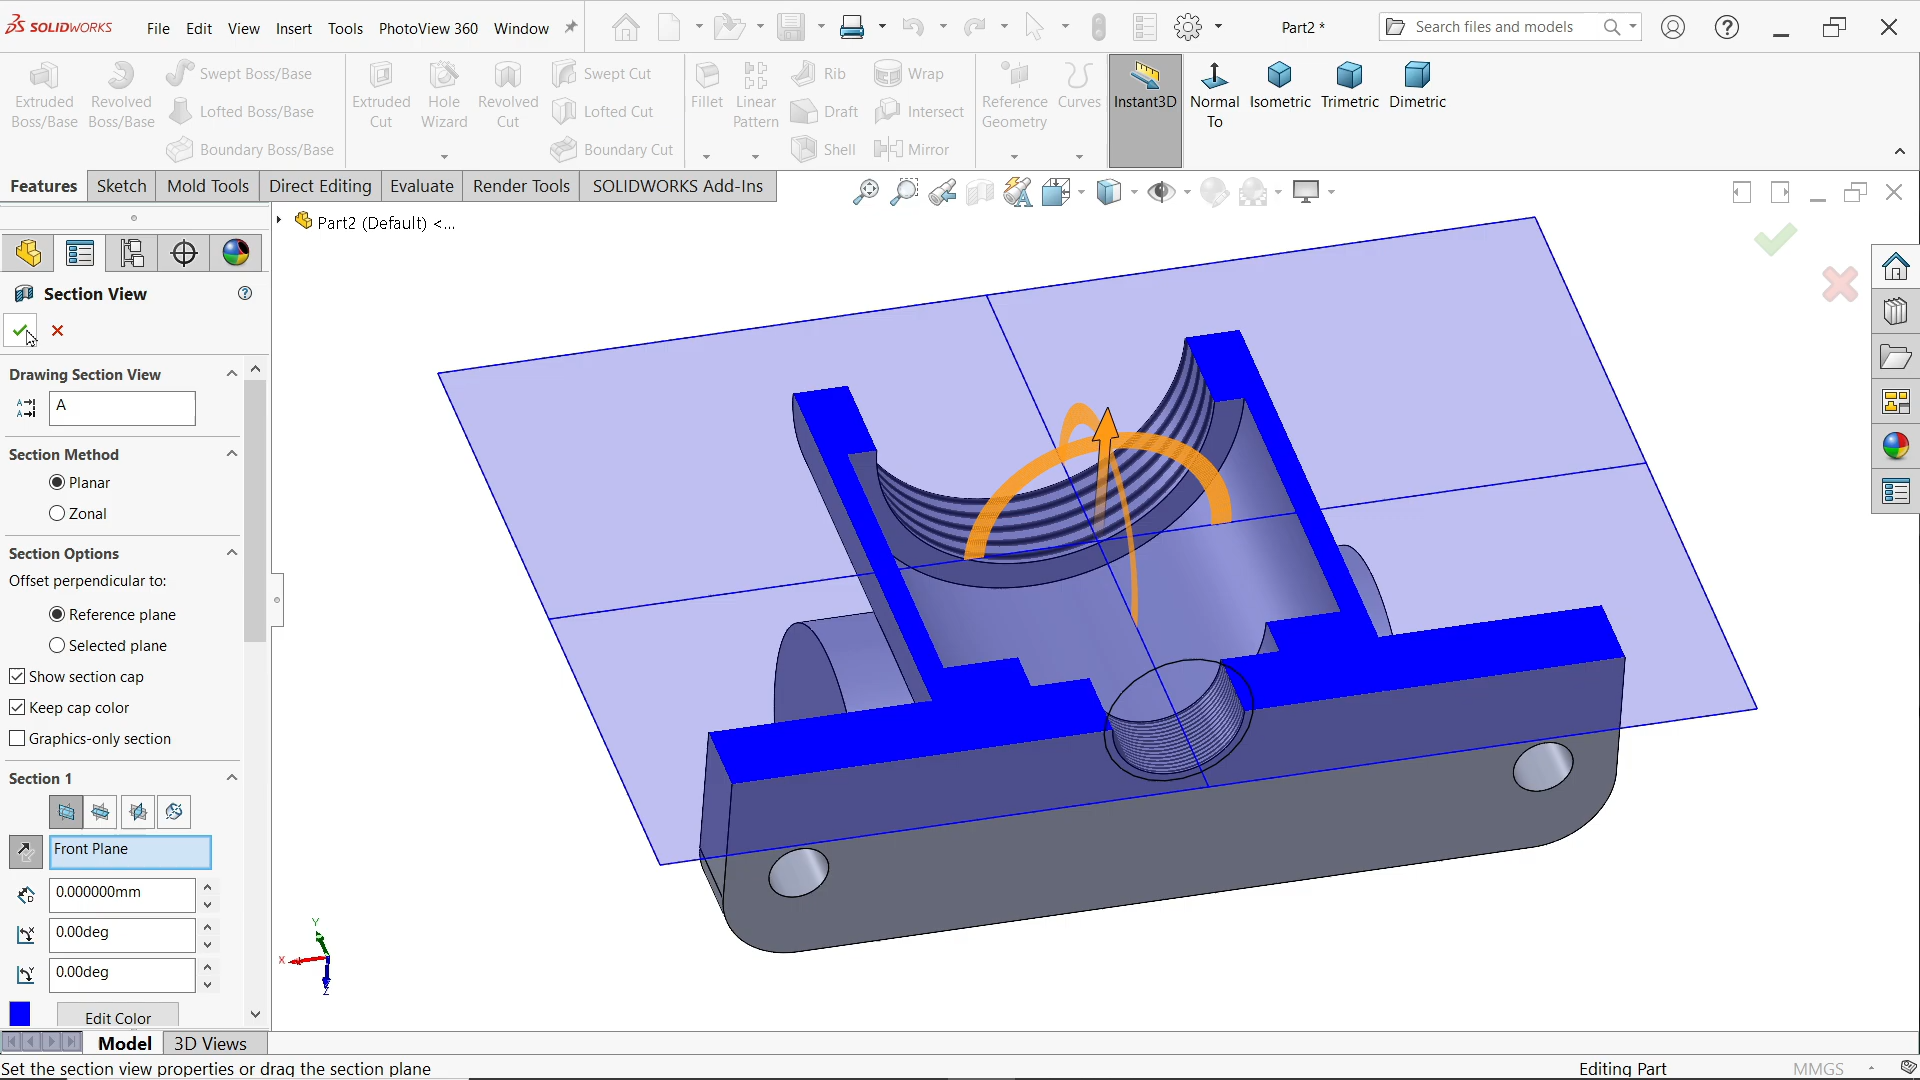 SOLIDWORKS File Edit View Insert Tools PhotoView 360 Window Part2 * Search files and models
Extruded Boss/Base
Revolved Boss/Base
Swept Boss/Base
Lofted Boss/Base
Boundary Boss/Base
Extruded Cut
Hole Wizard
Revolved Cut
Swept Cut
Lofted Cut
Boundary Cut
Fillet
Linear Pattern
Rib
Draft
Shell
Wrap
Intersect
Mirror
Reference Geometry
Curves
Instant3D
Normal To
Isometric
Trimetric
Dimetric
Features Sketch Mold Tools Direct Editing Evaluate Render Tools SOLIDWORKS Add-Ins
Part2 (Default) <...
Section View
Drawing Section View
A
Section Method
Planar
Zonal
Section Options
Offset perpendicular to:
Reference plane
Selected plane
Show section cap
Keep cap color
Graphics-only section
Section 1
Front Plane
0.000000mm
0.00deg
0.00deg
Edit Color
Y
X
Z
Model 3D Views
Set the section view properties or drag the section plane Editing Part MMGS